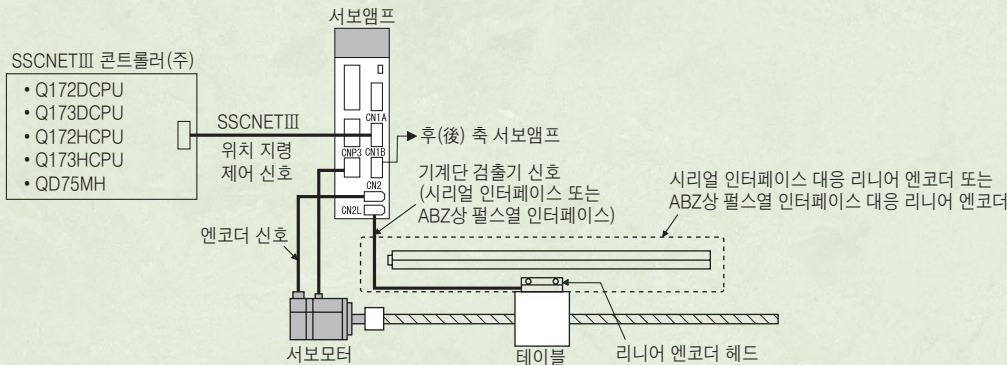 서보앰프
SSCNETⅢ 콘트롤러(주)
• Q172DCPU
• Q173DCPU
• Q172HCPU
• Q173HCPU
• QD75MH
SSCNETⅢ
위치 지령
제어 신호
CN1A
CNP3
CN1B
CN2
CN2L
후(後) 축 서보앰프
기계단 검출기 신호
(시리얼 인터페이스 또는
ABZ상 펄스열 인터페이스)
시리얼 인터페이스 대응 리니어 엔코더 또는
ABZ상 펄스열 인터페이스 대응 리니어 엔코더
엔코더 신호
서보모터
테이블
리니어 엔코더 헤드